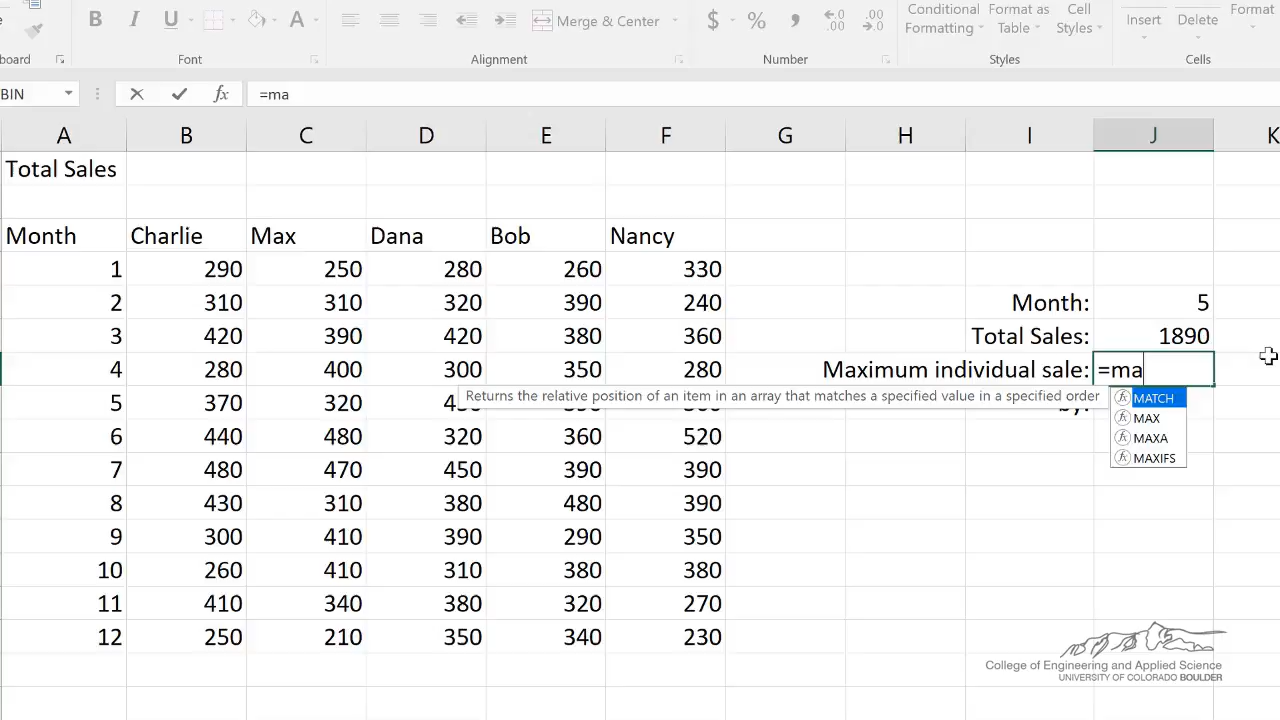 Conditional Format as Cell Format
B I U A Merge & Center $ % , .0 .00 Formatting Table Styles Insert Delete
board Font Alignment Number Styles Cells
BIN fx =ma
A B C D E F G H I J K
Total Sales
Month Charlie Max Dana Bob Nancy
1 290 250 280 260 330
2 310 310 320 390 240 Month: 5
3 420 390 420 380 360 Total Sales: 1890
4 280 400 300 350 280 Maximum individual sale: =ma
Returns the relative position of an item in an array that matches a specified value in a specified order MATCH
5 370 320 by:
MAX
MAXA
6 440 480 320 360 520 MAXIFS
7 480 470 450 390 390
8 430 310 380 480 390
9 300 410 390 290 350
10 260 410 310 380 380
11 410 340 380 320 270
12 250 210 350 340 230
College of Engineering and Applied Science
UNIVERSITY OF COLORADO BOULDER